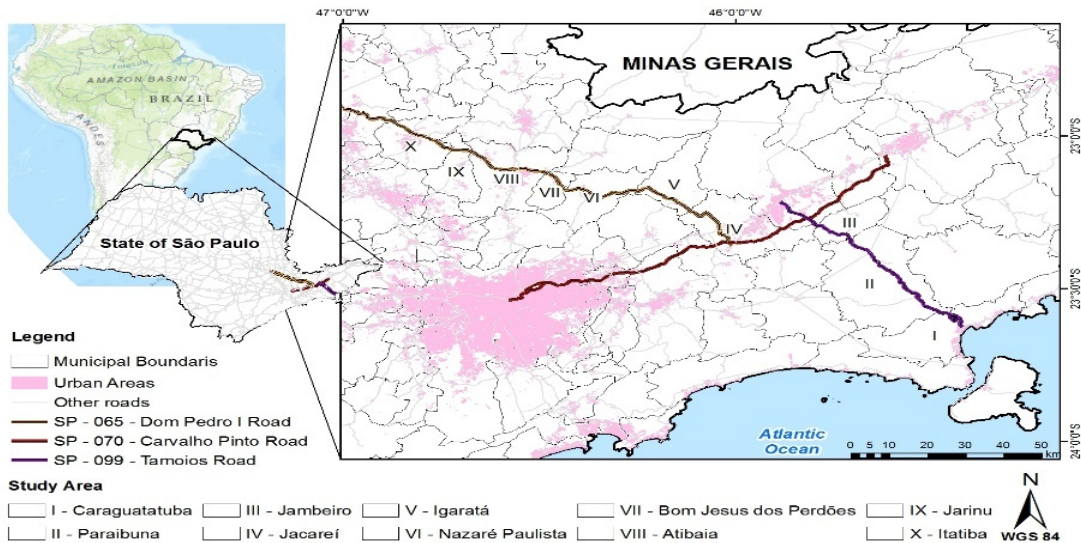 47°0'0"W
46°0'0"W
AMAZON BASIN
BRAZIL
ANDES
MINAS GERAIS
23°0'0"S
X
IX
VIII
VII
VI
V
IV
III
II
I
State of São Paulo
23°30'0"S
24°0'0"S
Atlantic
Ocean
0 5 10 20 30 40 50
km
Legend
Municipal Boundaris
Urban Areas
Other roads
SP - 065 - Dom Pedro I Road
SP - 070 - Carvalho Pinto Road
SP - 099 - Tamoios Road
Study Area
I - Caraguatatuba
III - Jambeiro
V - Igaratá
VII - Bom Jesus dos Perdões
IX - Jarinu
II - Paraibuna
IV - Jacareí
VI - Nazaré Paulista
VIII - Atibaia
X - Itatiba
N
WGS 84